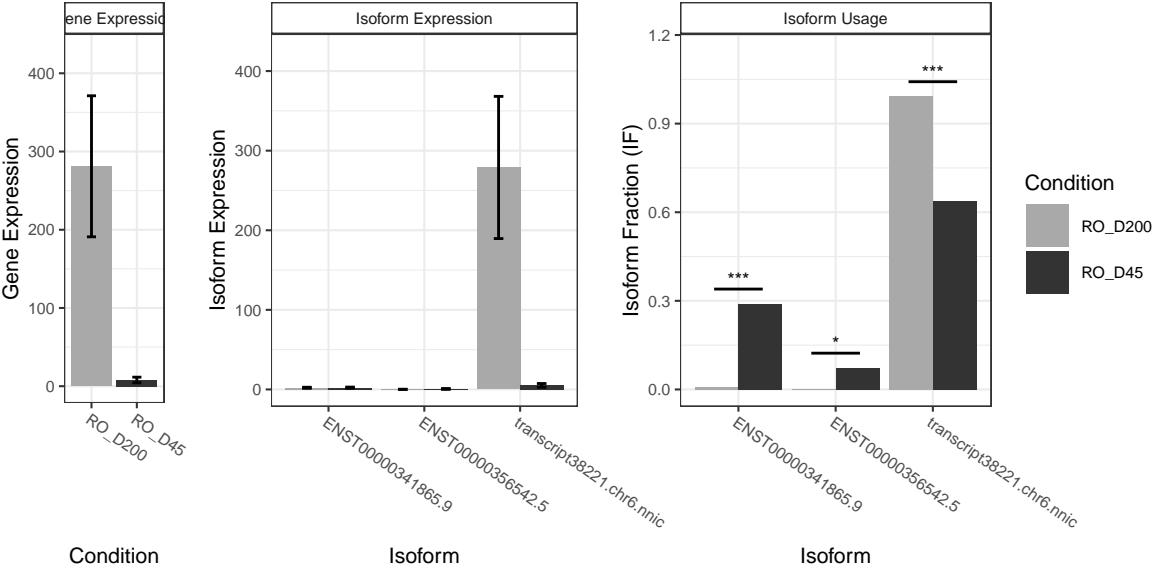 ene Expressio
Gene Expression
400
300
200
100
0
RO_D200
RO_D45
Condition
Isoform Expression
Isoform Expression
400
300
200
100
0
ENST00000341865.9
ENST00000356542.5
transcript38221.chr6.nnic
Isoform
Isoform Usage
Isoform Fraction (IF)
1.2
0.9
0.6
0.3
0.0
***
*
***
ENST00000341865.9
ENST00000356542.5
transcript38221.chr6.nnic
Isoform
Condition
RO_D200
RO_D45